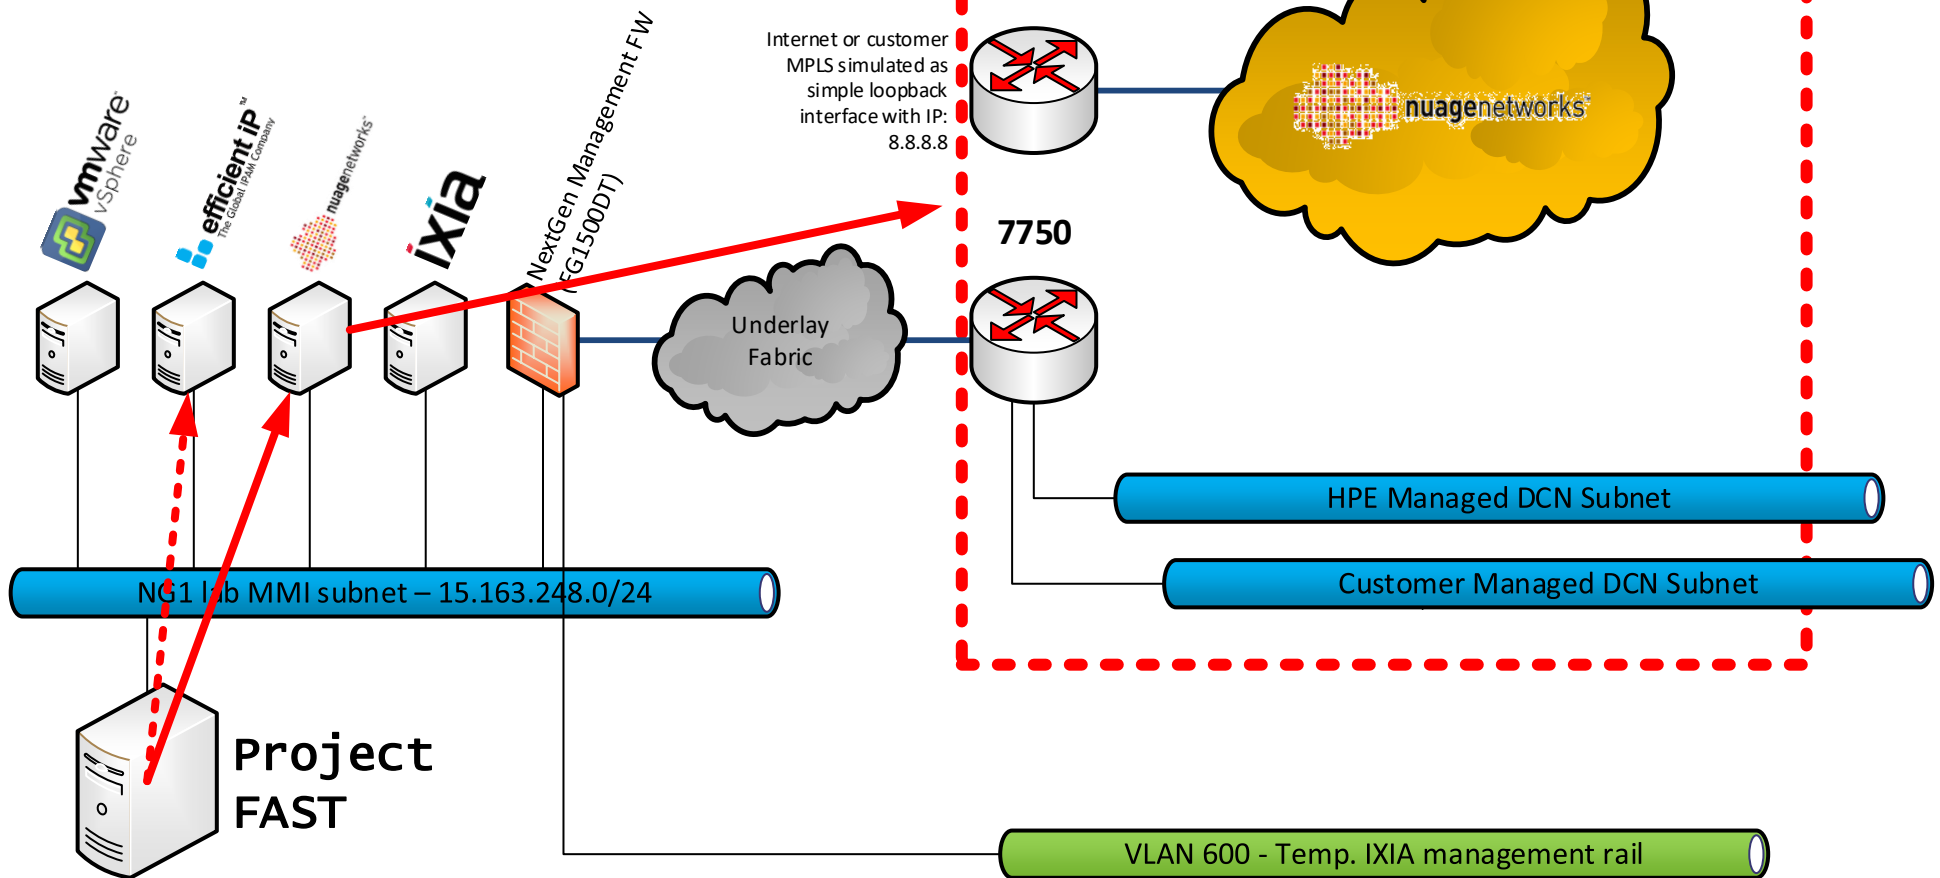 Internet or customer
MPLS simulated as
simple loopback
interface with IP:
8.8.8.8
nuagenetworks
vmware
vSphere
efficient iP™
The Global IPAM Company
nuagenetworks
ixia
NextGen Management FW
(FG1500DT)
7750
Underlay
Fabric
HPE Managed DCN Subnet
NG1 lab MMI subnet – 15.163.248.0/24
Customer Managed DCN Subnet
Project
FAST
VLAN 600 - Temp. IXIA management rail